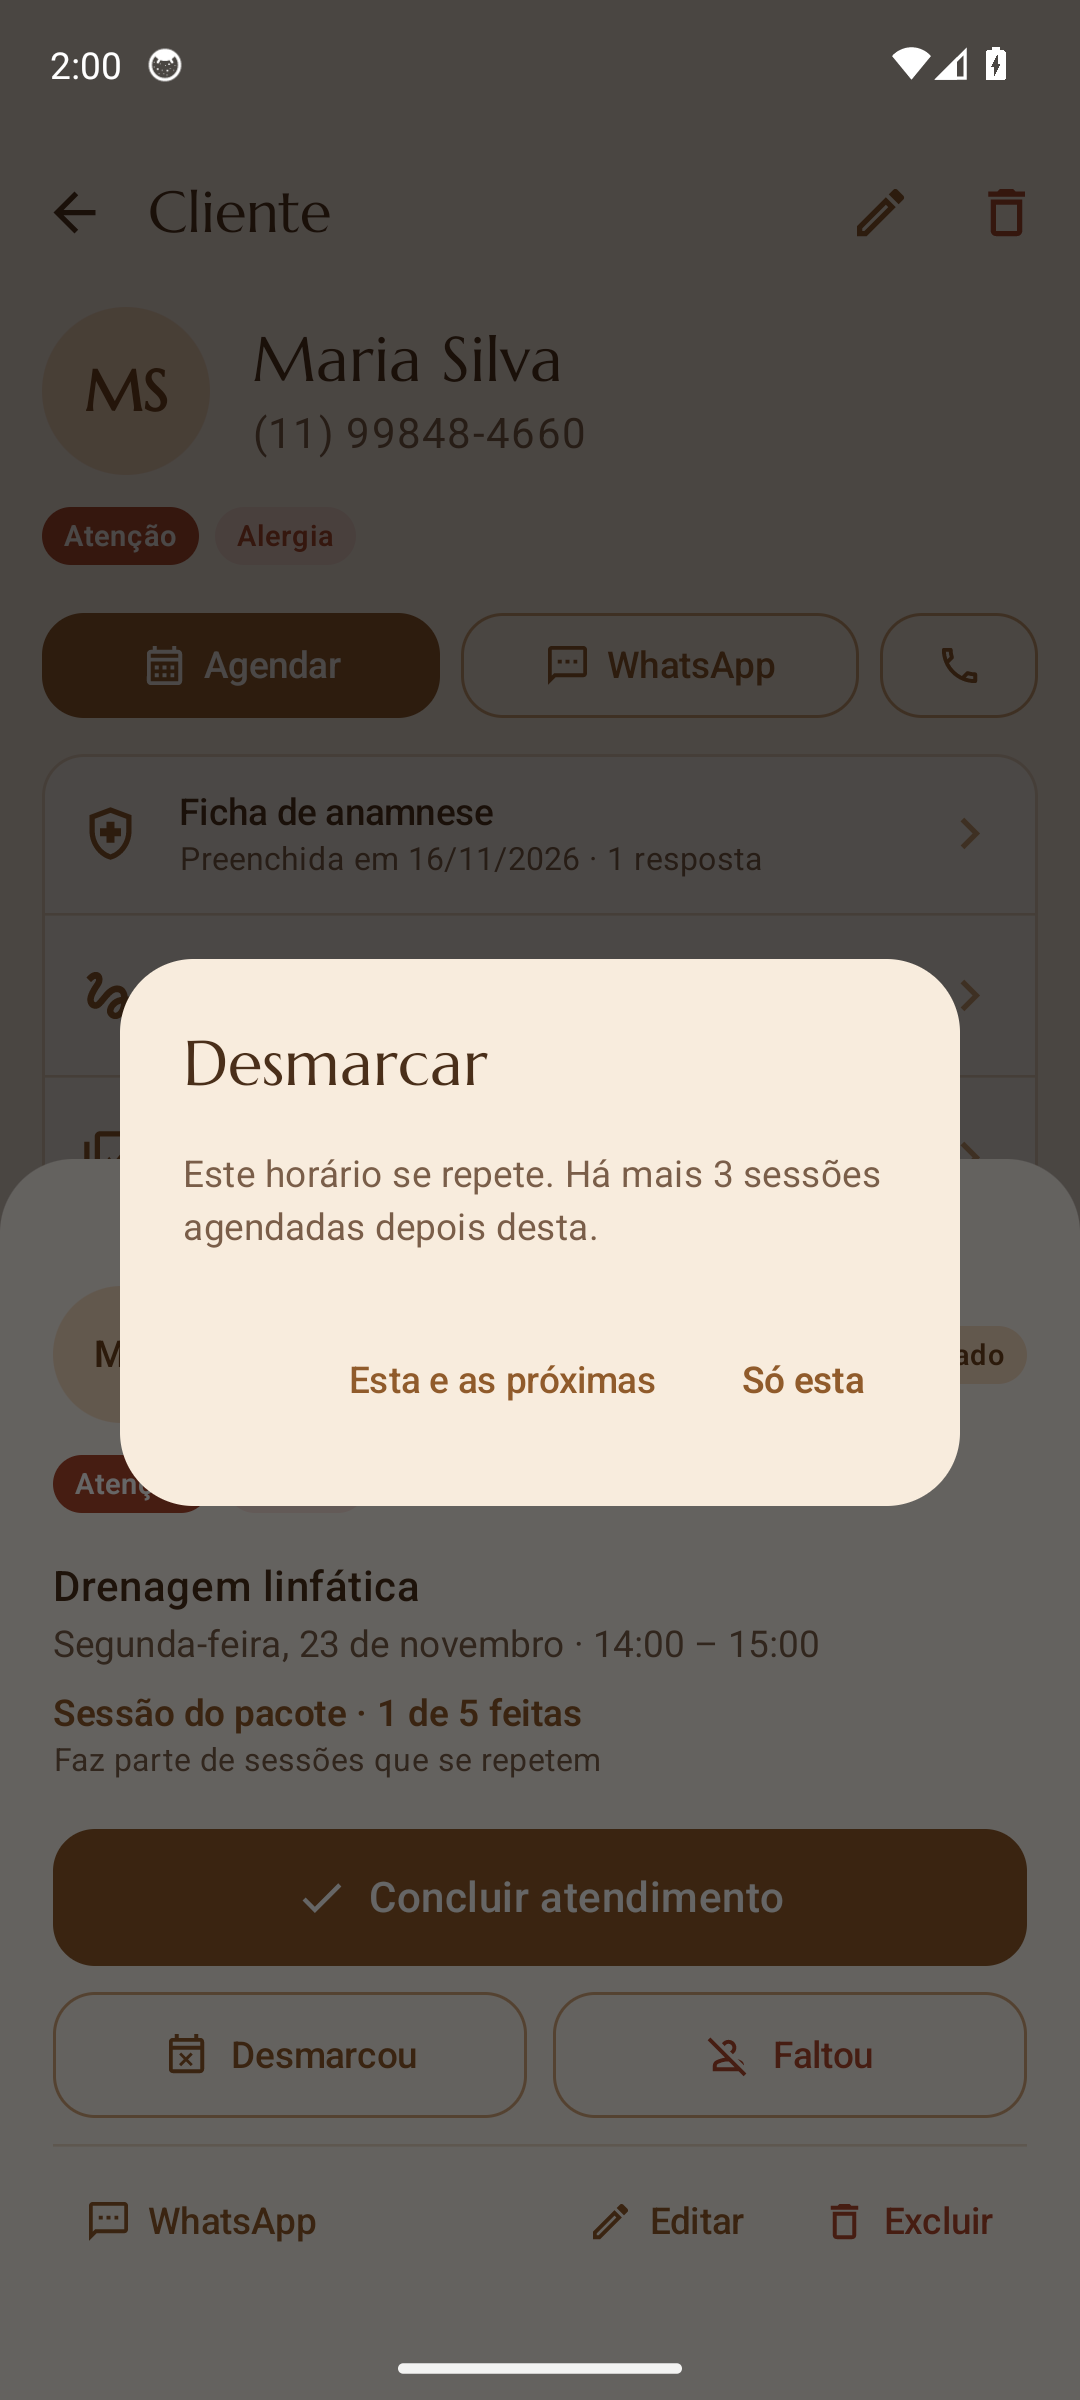 2:00
Cliente
MS
Maria Silva
(11) 99848-4660
Atenção Alergia
Agendar WhatsApp
Ficha de anamnese
Preenchida em 16/11/2026 · 1 resposta
Desmarcar
Este horário se repete. Há mais 3 sessões
agendadas depois desta.
Esta e as próximas Só esta
Drenagem linfática
Segunda-feira, 23 de novembro · 14:00 – 15:00
Sessão do pacote · 1 de 5 feitas
Faz parte de sessões que se repetem
Concluir atendimento
Desmarcou Faltou
WhatsApp Editar Excluir